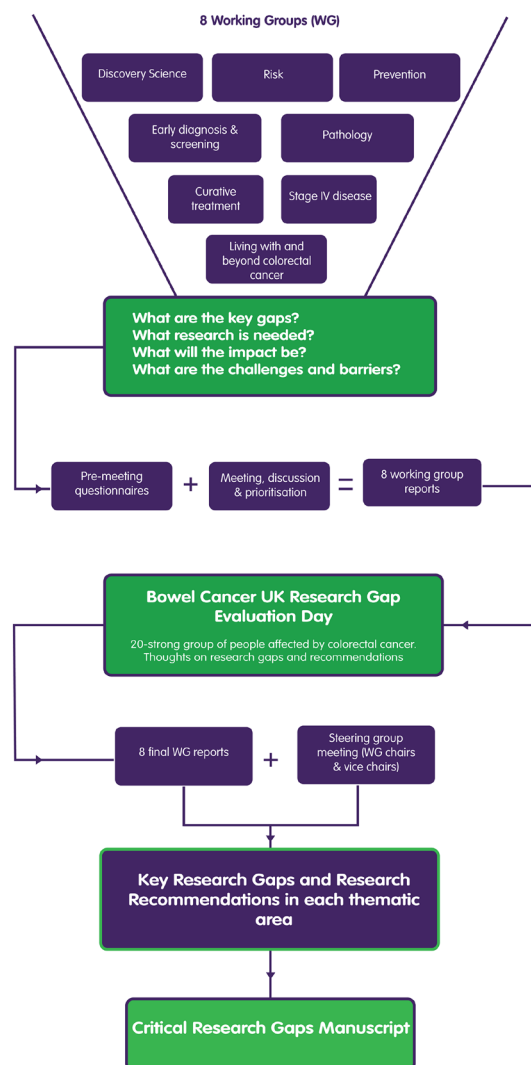 8 Working Groups (WG)
Discovery Science
Risk
Prevention
Early diagnosis &
screening
Pathology
Curative
treatment
Stage IV disease
Living with and
beyond colorectal
cancer
What are the key gaps?
What research is needed?
What will the impact be?
What are the challenges and barriers?
Pre-meeting
questionnaires
+
Meeting, discussion
& prioritisation
=
8 working group
reports
Bowel Cancer UK Research Gap
Evaluation Day
20-strong group of people affected by colorectal cancer.
Thoughts on research gaps and recommendations
8 final WG reports
+
Steering group
meeting (WG chairs
& vice chairs)
Key Research Gaps and Research
Recommendations in each thematic
area
Critical Research Gaps Manuscript